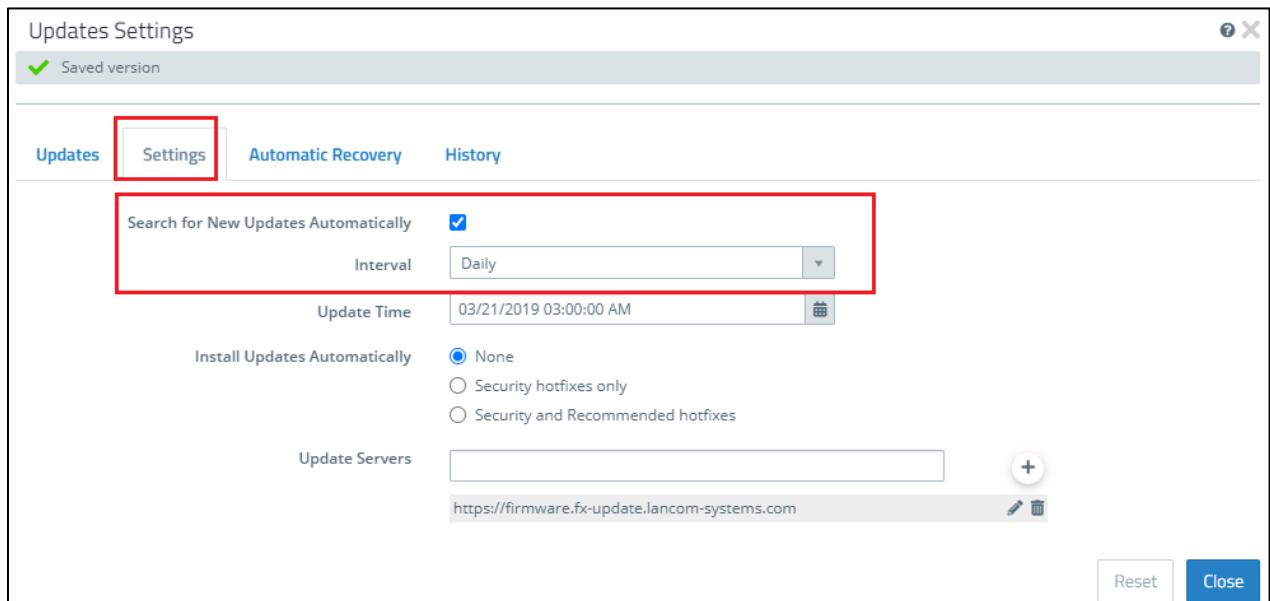 Updates Settings
Saved version
Updates Settings Automatic Recovery History
Search for New Updates Automatically
Interval Daily
Update Time 03/21/2019 03:00:00 AM
Install Updates Automatically None
Security hotfixes only
Security and Recommended hotfixes
Update Servers
https://firmware.fx-update.lancom-systems.com
Reset Close